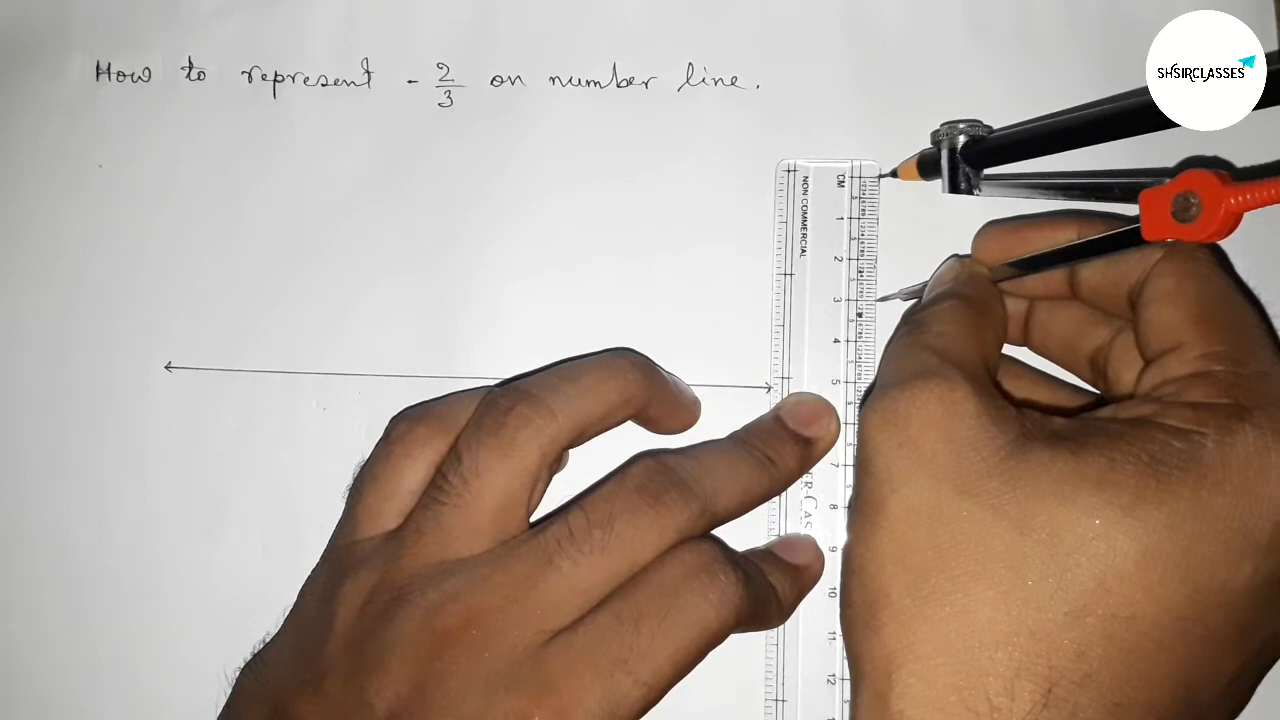 How to represent - 2/3 on number line.
SHSIRCLASSES
NON COMMERCIAL
CM
1
2
3
4
5
7
8
9
10
11
12